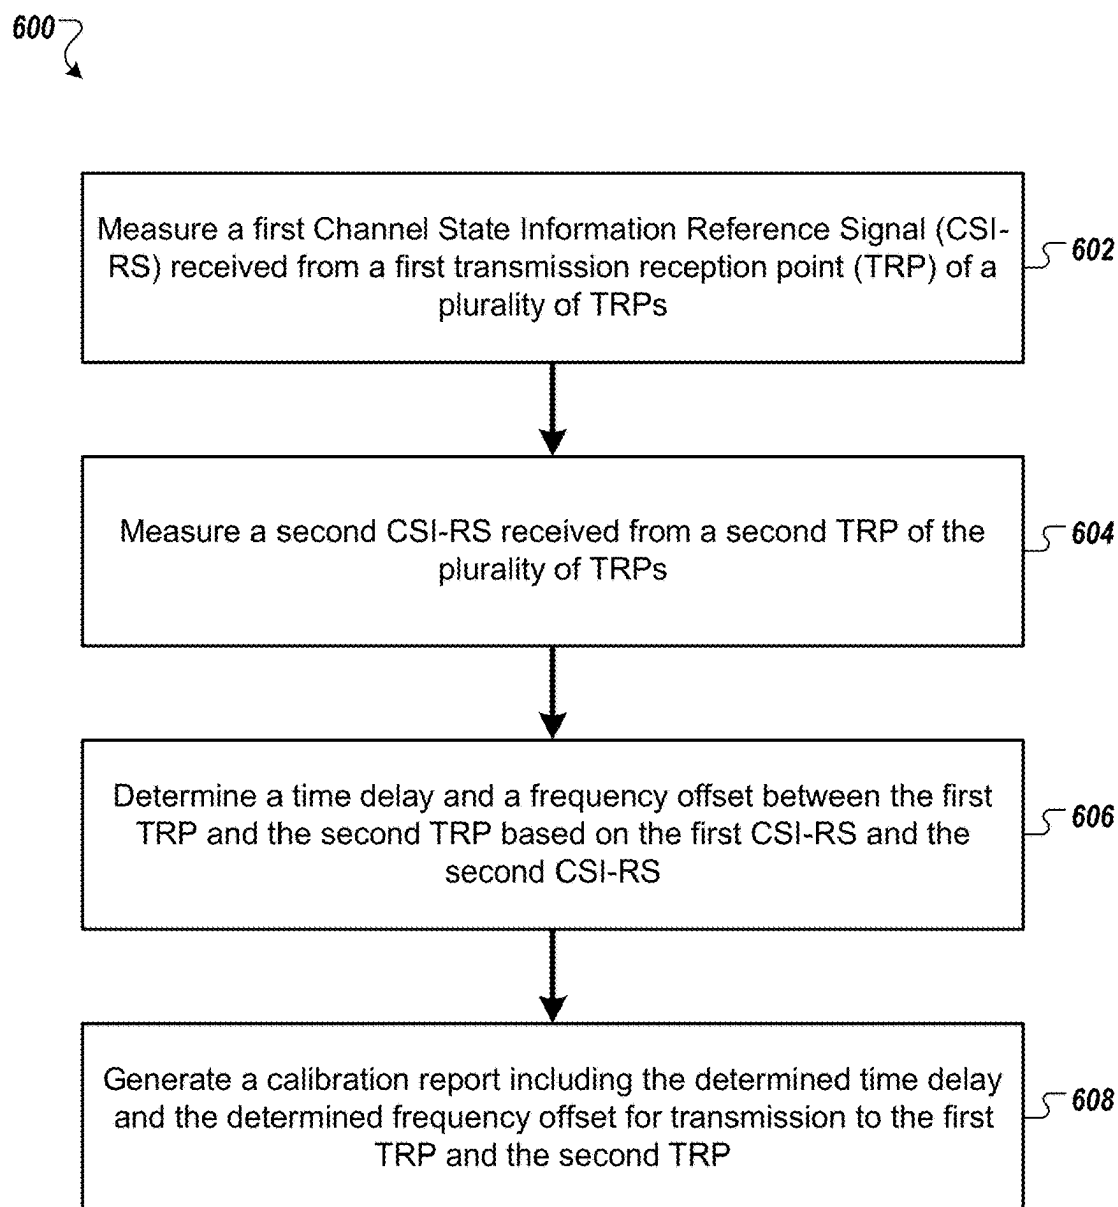 600
Measure a first Channel State Information Reference Signal (CSI-
RS) received from a first transmission reception point (TRP) of a
plurality of TRPs
602
Measure a second CSI-RS received from a second TRP of the
plurality of TRPs
604
Determine a time delay and a frequency offset between the first
TRP and the second TRP based on the first CSI-RS and the
second CSI-RS
606
Generate a calibration report including the determined time delay
and the determined frequency offset for transmission to the first
TRP and the second TRP
608